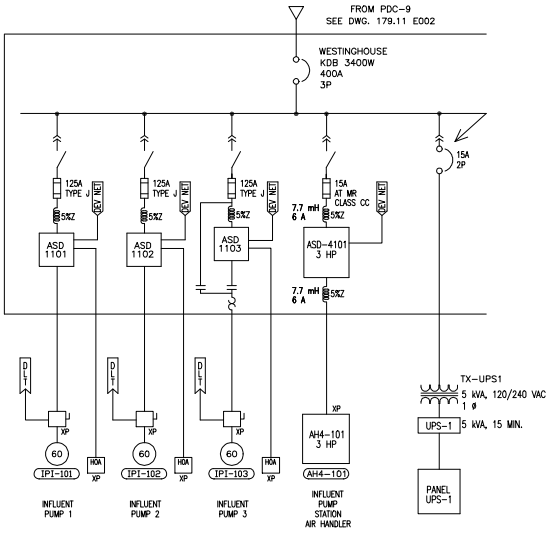 FROM PDC-9
SEE DWG. 179.11 E002
WESTINGHOUSE
KDB 3400W
400A
3P
125A
TYPE J
DEV NET
5%Z
ASD
1101
125A
TYPE J
DEV NET
5%Z
ASD
1102
125A
TYPE J
DEV NET
5%Z
ASD
1103
15A
AT MR
CLASS CC
DEV NET
7.7 mH
6 A
5%Z
ASD-4101
3 HP
7.7 mH
6 A
5%Z
15A
2P
DLT
XP
60
IPI-101
HOA
XP
INFLUENT
PUMP 1
DLT
XP
60
IPI-102
HOA
XP
INFLUENT
PUMP 2
DLT
XP
60
IPI-103
HOA
XP
INFLUENT
PUMP 3
XP
AH4-101
3 HP
AH4-101
INFLUENT
PUMP
STATION
AIR HANDLER
TX-UPS1
5 kVA, 120/240 VAC
1 ø
UPS-1
5 kVA, 15 MIN.
PANEL
UPS-1